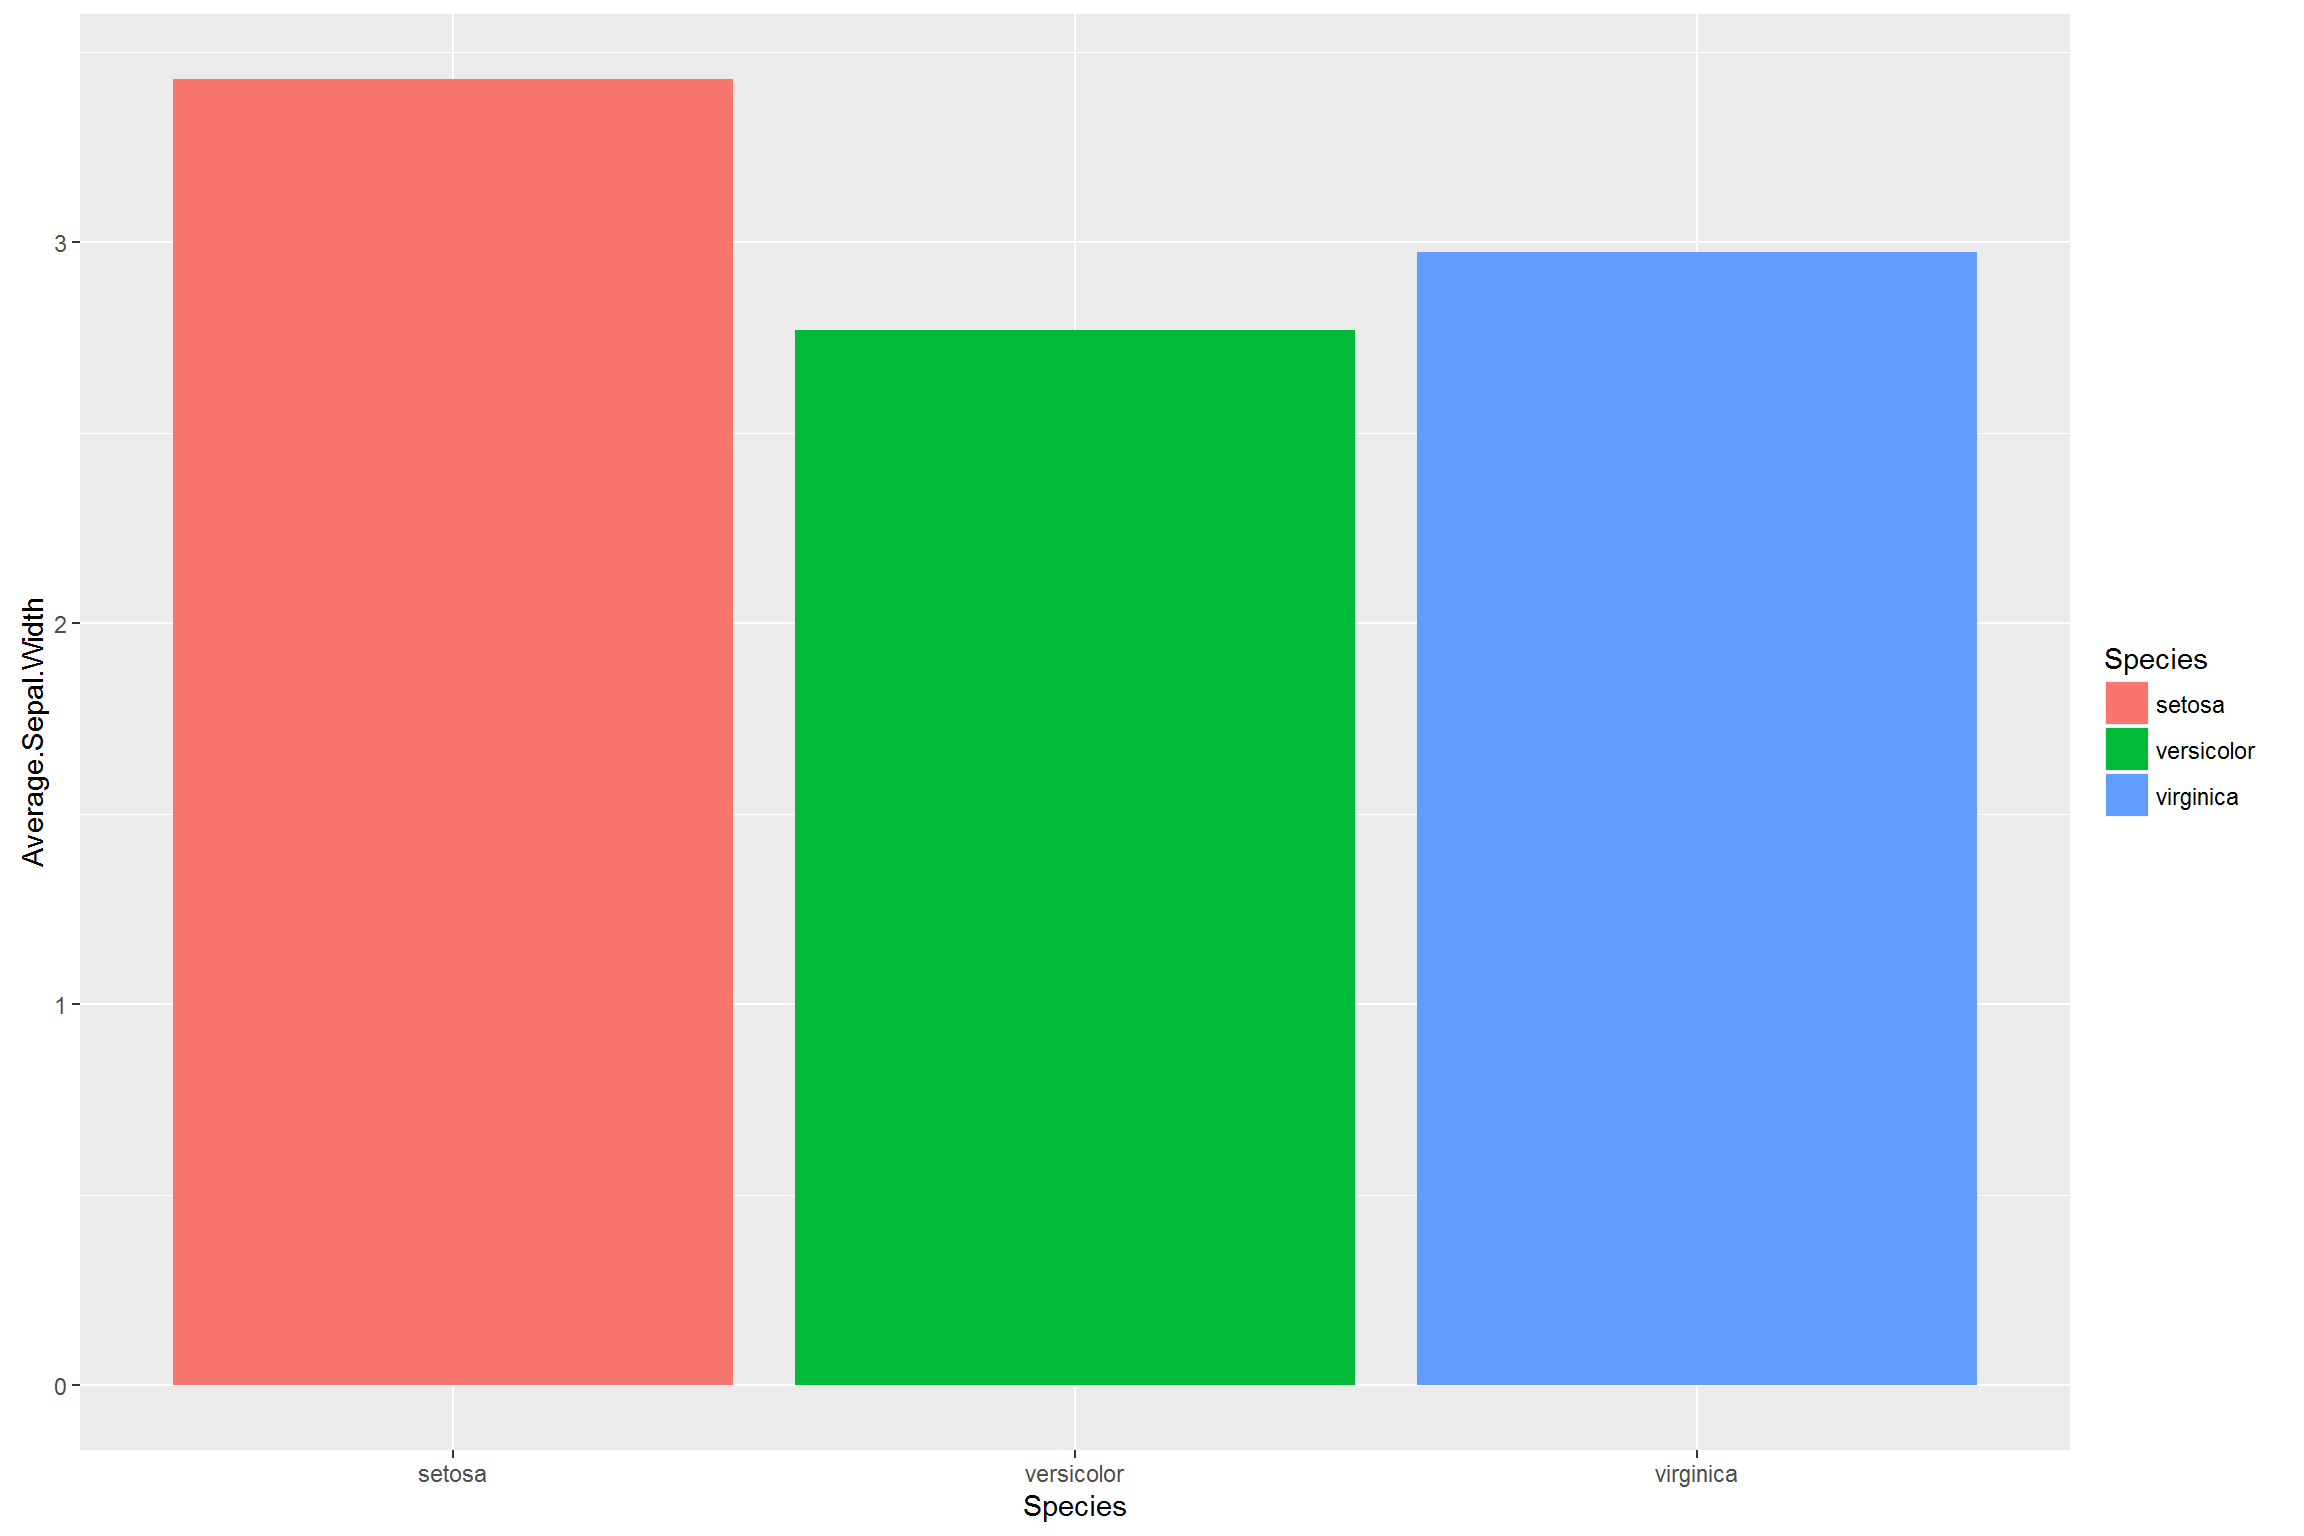 Average.Sepal.Width
3
2
1
0
setosa
versicolor
virginica
Species
Species
setosa
versicolor
virginica